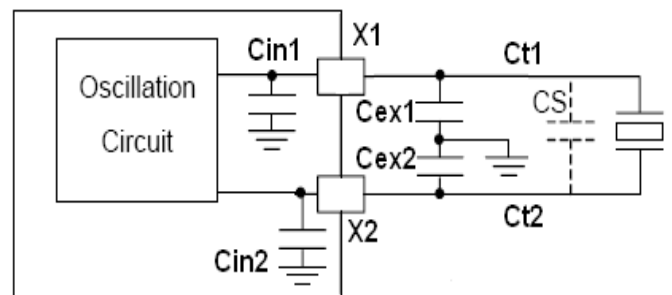 X1
Cin1
Ct1
Oscillation
Circuit
CS
Cex1
Cex2
X2
Ct2
Cin2